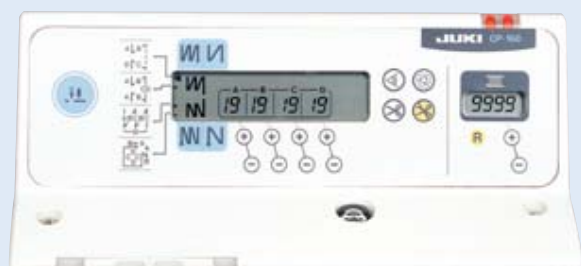 JUKI CP-160
A B C D
19 19 19 19
9999
R
+ + + + +
− − − − −